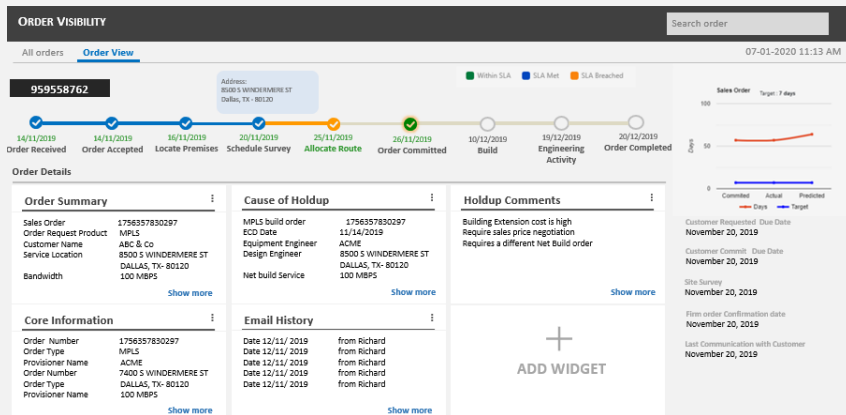 ORDER VISIBILITY
Search order
All orders
Order View
07-01-2020 11:13 AM
959558762
Address:
8500 S WINDERMERE ST
Dallas, TX - 80120
Within SLA
SLA Met
SLA Breached
14/11/2019
Order Received
14/11/2019
Order Accepted
16/11/2019
Locate Premises
20/11/2019
Schedule Survey
25/11/2019
Allocate Route
26/11/2019
Order Committed
10/12/2019
Build
19/12/2019
Engineering
Activity
20/12/2019
Order Completed
Sales Order
Target : 7 days
100
50
0
Days
Commited
Actual
Predicted
Days
Target
Order Details
Order Summary
Sales Order 1756357830297
Order Request Product MPLS
Customer Name ABC & Co
Service Location 8500 S WINDERMERE ST
DALLAS, TX- 80120
Bandwidth 100 MBPS
Show more
Cause of Holdup
MPLS build order 1756357830297
ECD Date 11/14/2019
Equipment Engineer ACME
Design Engineer 8500 S WINDERMERE ST
DALLAS, TX- 80120
Net build Service 100 MBPS
Show more
Holdup Comments
Building Extension cost is high
Require sales price negotiation
Requires a different Net Build order
Show more
Customer Requested Due Date
November 20, 2019
Customer Commit Due Date
November 20, 2019
Site Survey
November 20, 2019
Firm order Confirmation date
November 20, 2019
Last Communication with Customer
November 20, 2019
Core Information
Order Number 1756357830297
Order Type MPLS
Provisioner Name ACME
Order Number 7400 S WINDERMERE ST
Order Type DALLAS, TX- 80120
Provisioner Name 100 MBPS
Show more
Email History
Date 12/11/ 2019 from Richard
Date 12/11/ 2019 from Richard
Date 12/11/ 2019 from Richard
Date 12/11/ 2019 from Richard
Date 12/11/ 2019 from Richard
Show more
ADD WIDGET